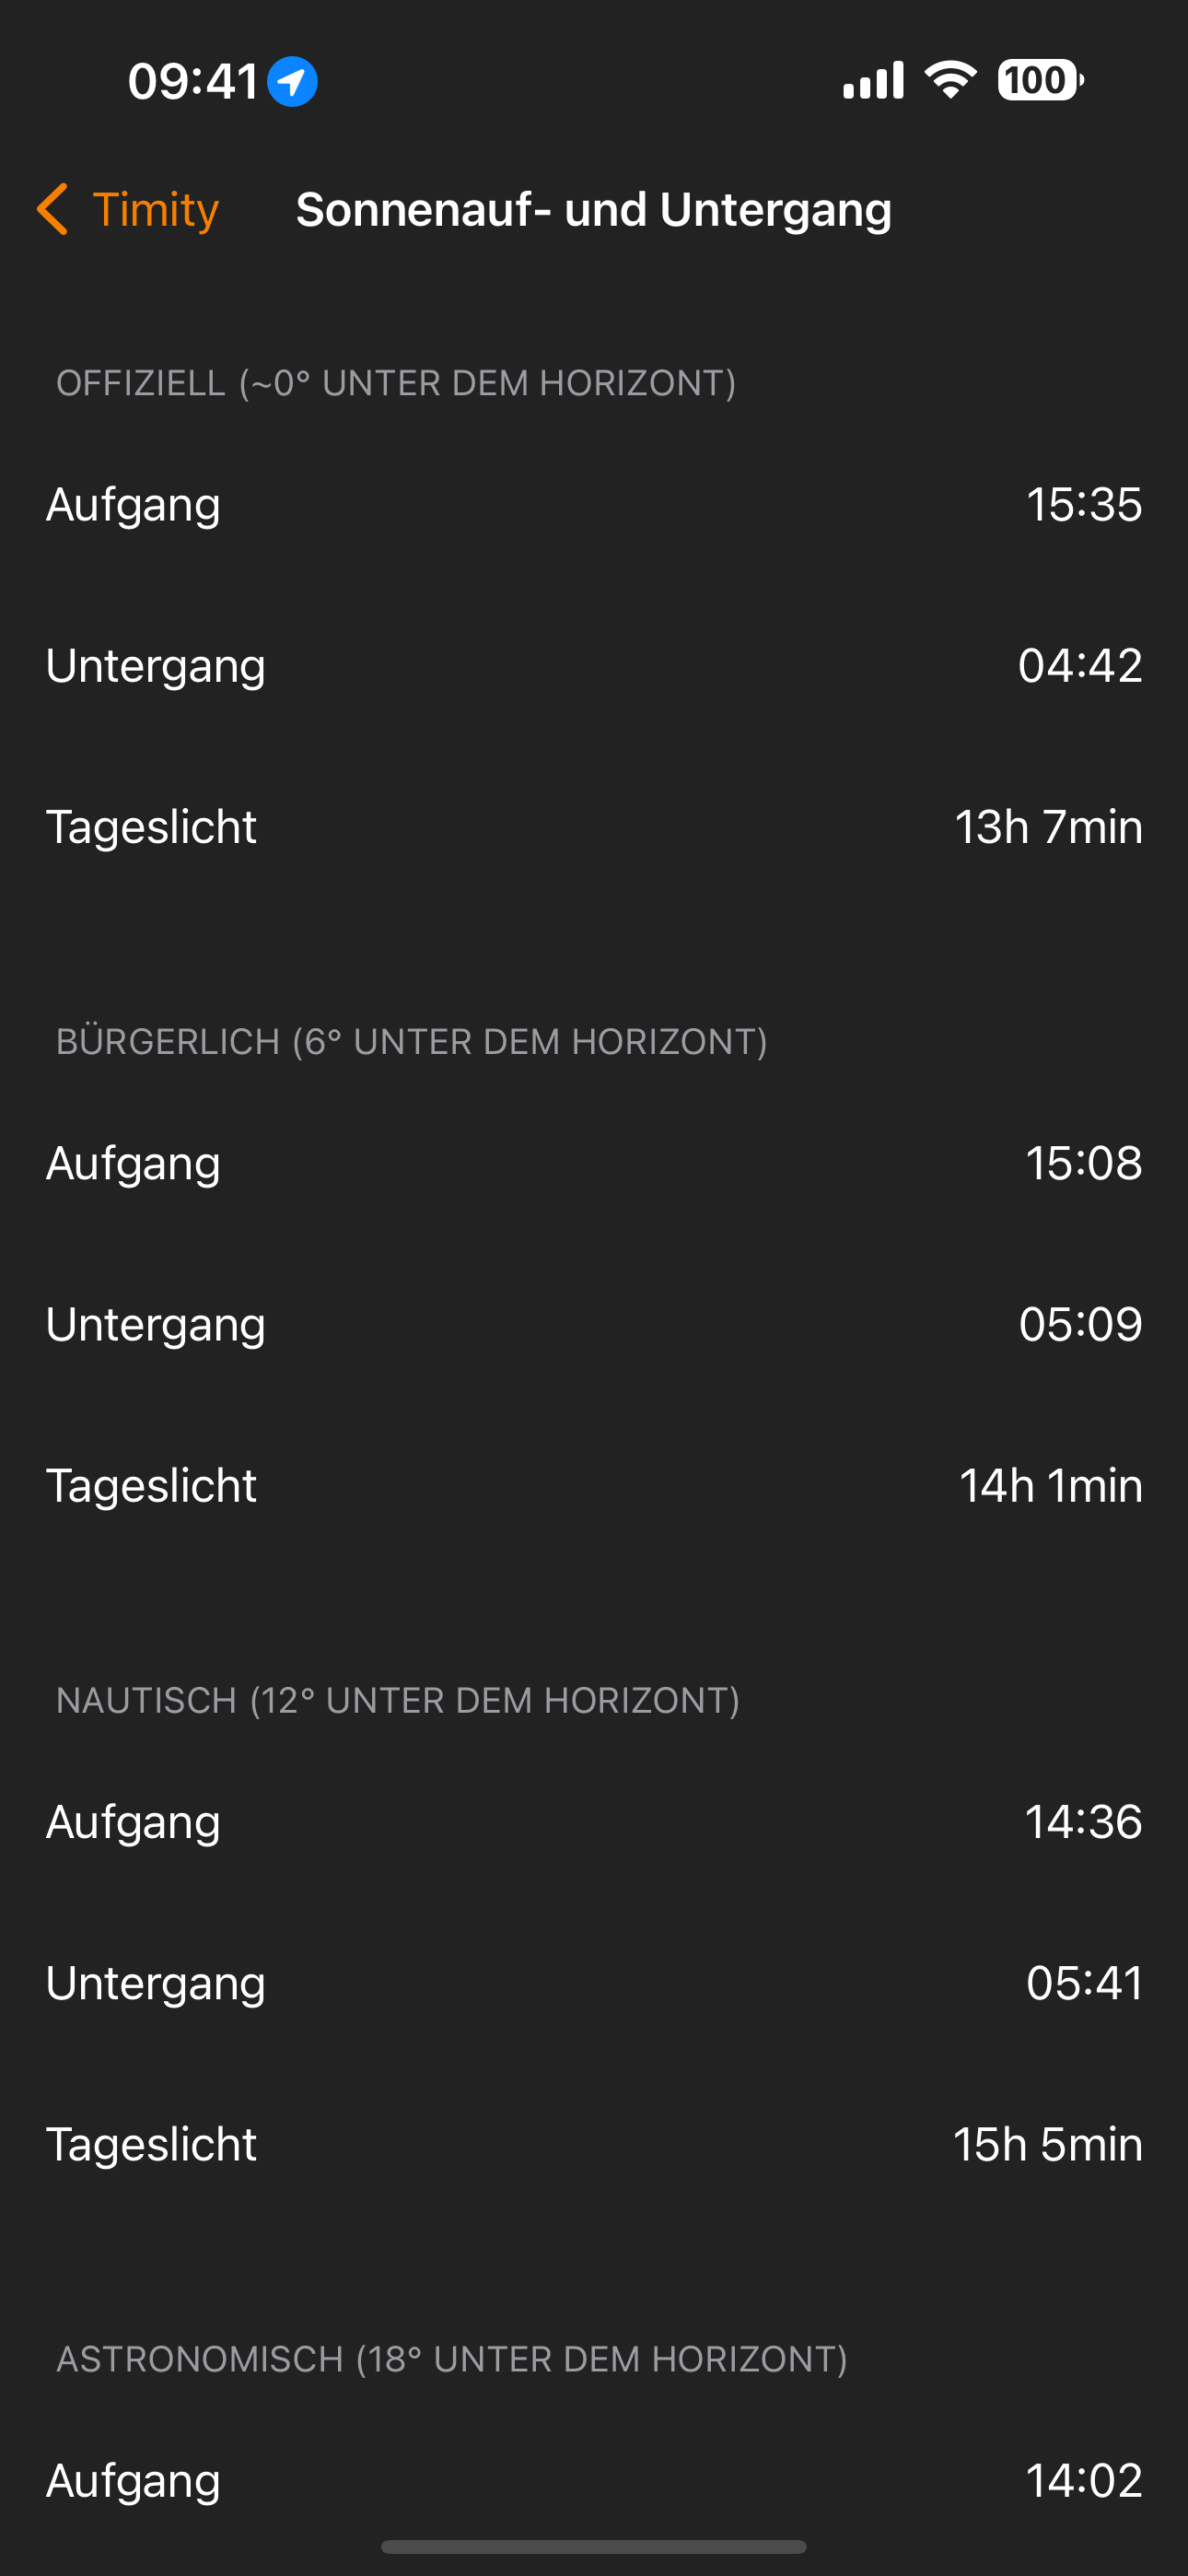 09:41
100
Timity
Sonnenauf- und Untergang
OFFIZIELL (~0° UNTER DEM HORIZONT)
Aufgang 15:35
Untergang 04:42
Tageslicht 13h 7min
BÜRGERLICH (6° UNTER DEM HORIZONT)
Aufgang 15:08
Untergang 05:09
Tageslicht 14h 1min
NAUTISCH (12° UNTER DEM HORIZONT)
Aufgang 14:36
Untergang 05:41
Tageslicht 15h 5min
ASTRONOMISCH (18° UNTER DEM HORIZONT)
Aufgang 14:02